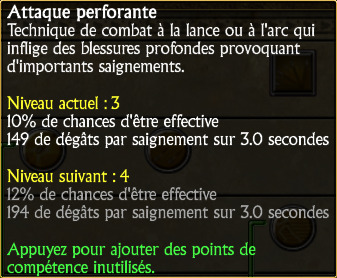 Attaque perforante
Technique de combat à la lance ou à l'arc qui
inflige des blessures profondes provoquant
d'importants saignements.
Niveau actuel : 3
10% de chances d'être effective
149 de dégâts par saignement sur 3.0 secondes
Niveau suivant : 4
12% de chances d'être effective
194 de dégâts par saignement sur 3.0 secondes
Appuyez pour ajouter des points de
compétence inutilisés.